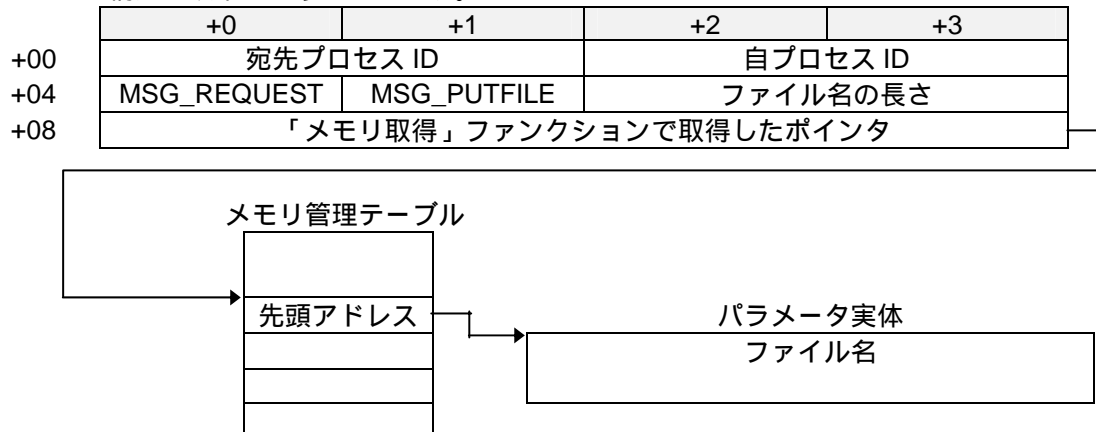 +0 +1 +2 +3
+00 宛先プロセス ID 自プロセス ID
+04 MSG_REQUEST MSG_PUTFILE ファイル名の長さ
+08 「メモリ取得」ファンクションで取得したポインタ
メモリ管理テーブル
先頭アドレス パラメータ実体
ファイル名